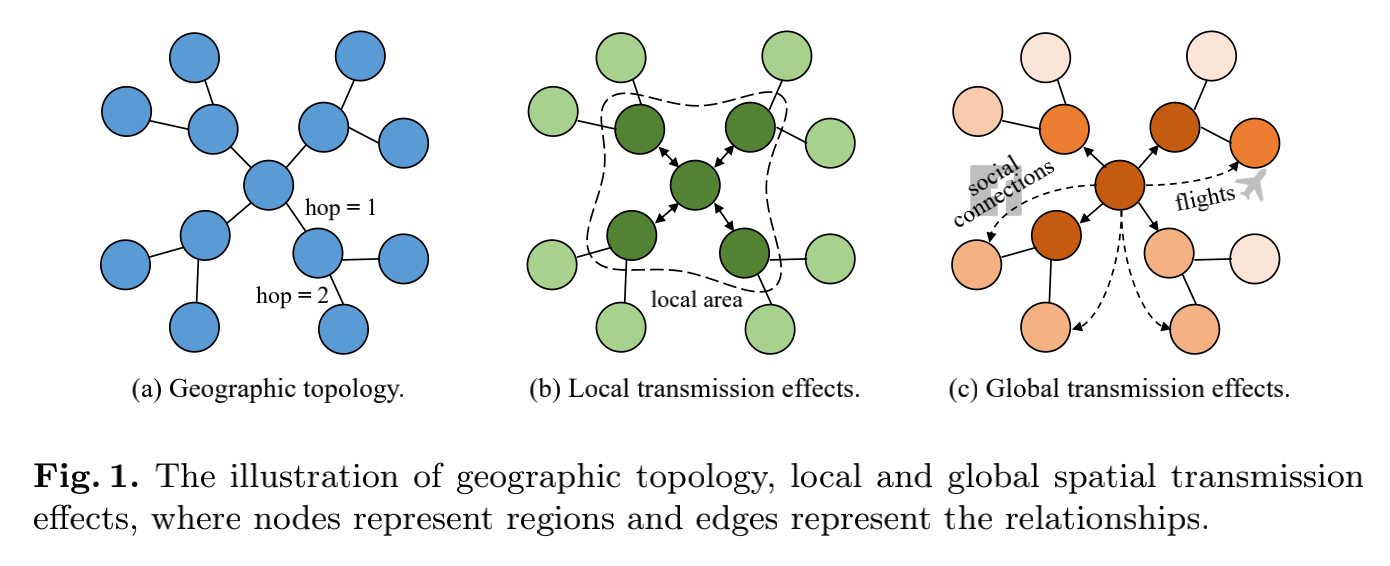 hop = 1
hop = 2
(a) Geographic topology.
local area
(b) Local transmission effects.
social
connections
flights
(c) Global transmission effects.
Fig. 1. The illustration of geographic topology, local and global spatial transmission
effects, where nodes represent regions and edges represent the relationships.